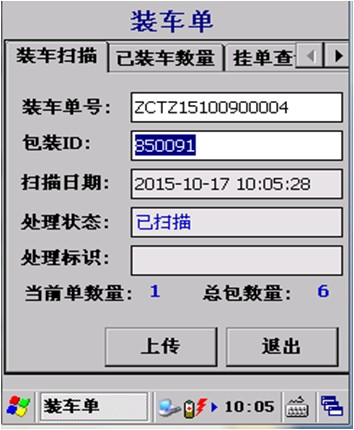 装车单
装车扫描 已装车数量 挂单查
装车单号: ZCTZ15100900004
包装ID: 850091
扫描日期: 2015-10-17 10:05:28
处理状态: 已扫描
处理标识:
当前单数量: 1 总包数量: 6
上传 退出
装车单 10:05